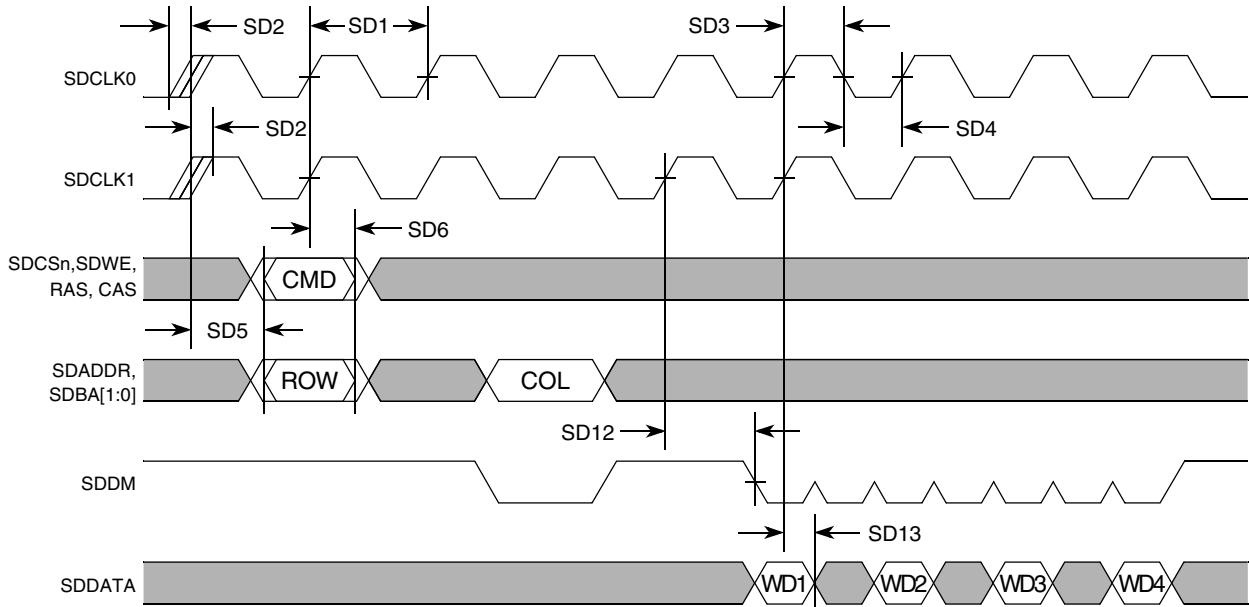 SD2
SD1
SD3
SDCLK0
SD2
SD4
SDCLK1
SD6
SDCSn,SDWE,
RAS, CAS
CMD
SD5
SDADDR,
SDBA[1:0]
ROW
COL
SD12
SDDM
SD13
SDDATA
WD1
WD2
WD3
WD4